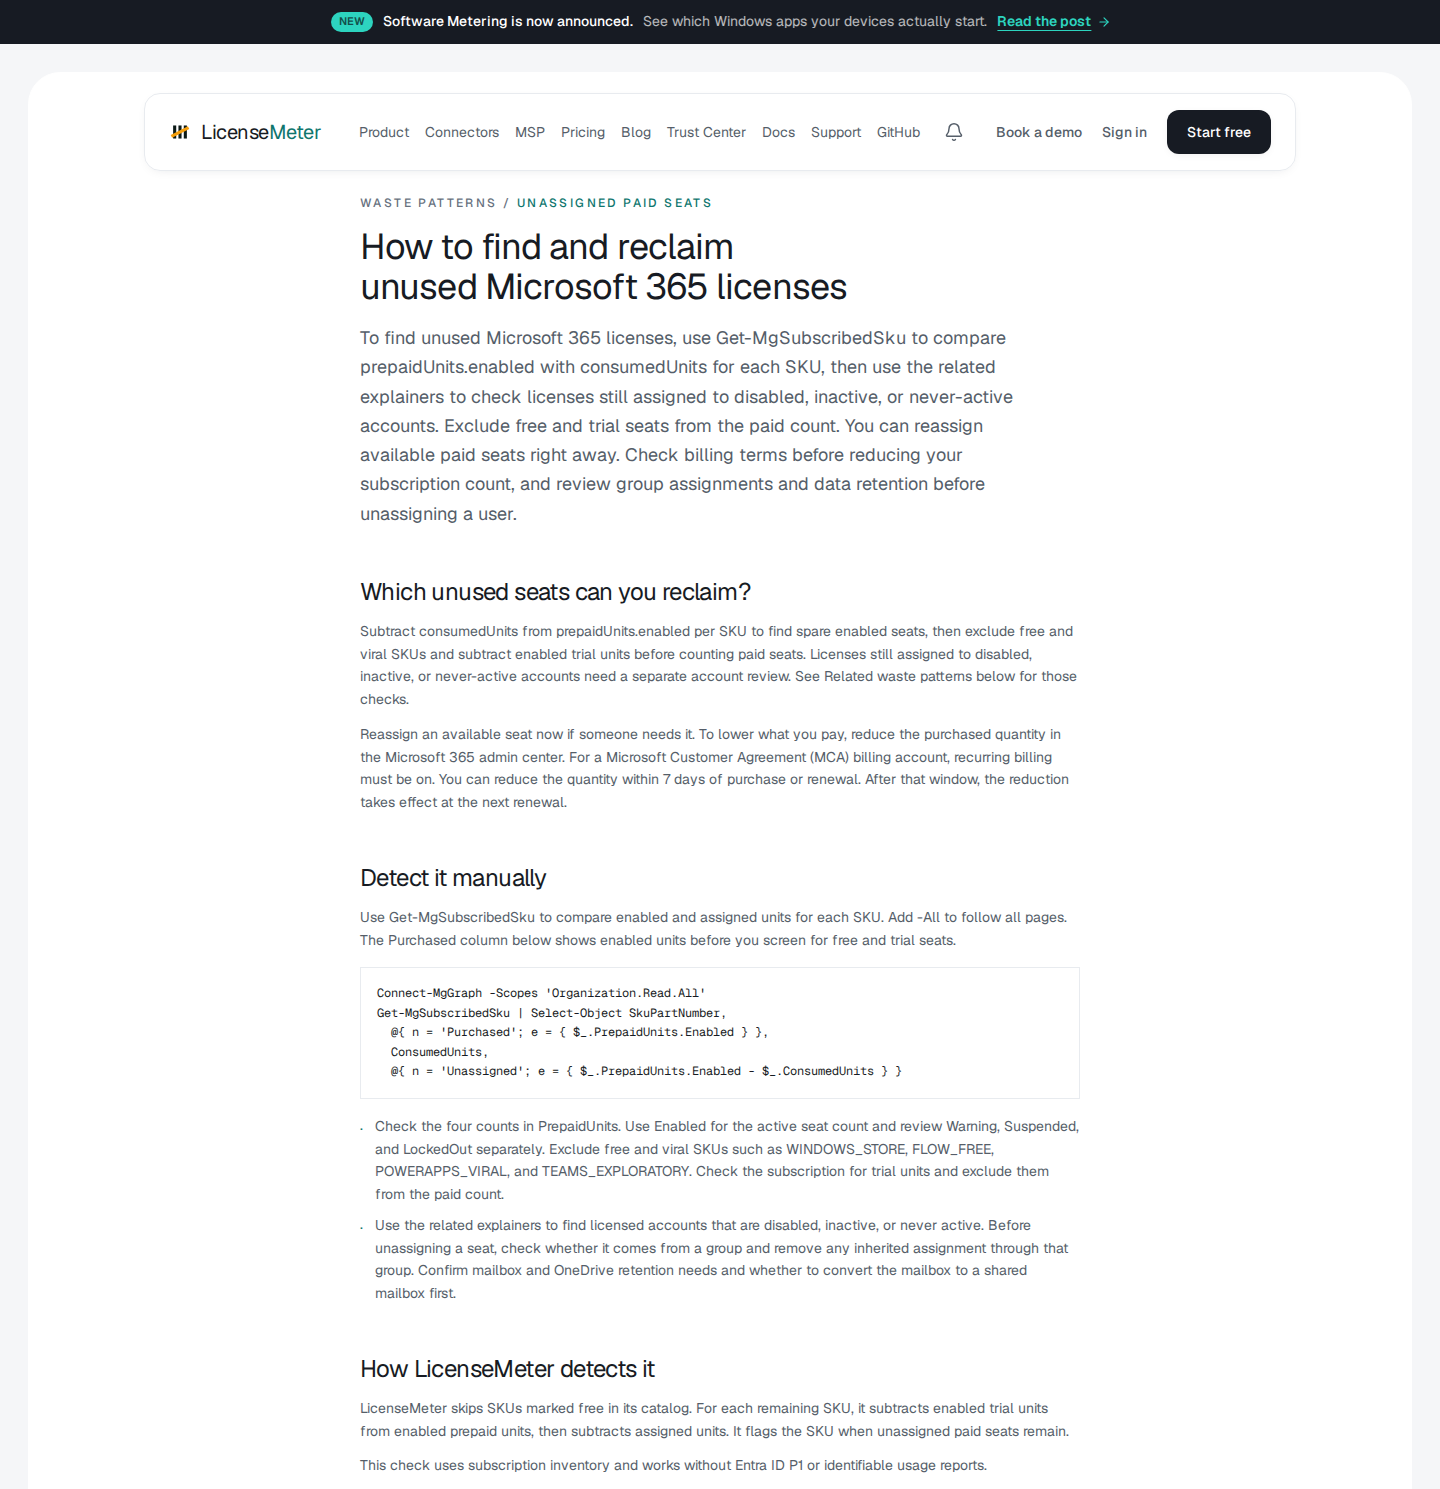 NEW Software Metering is now announced. See which Windows apps your devices actually start. Read the post →
LicenseMeter Product Connectors MSP Pricing Blog Trust Center Docs Support GitHub Book a demo Sign in Start free
WASTE PATTERNS / UNASSIGNED PAID SEATS
How to find and reclaim
unused Microsoft 365 licenses
To find unused Microsoft 365 licenses, use Get-MgSubscribedSku to compare
prepaidUnits.enabled with consumedUnits for each SKU, then use the related
explainers to check licenses still assigned to disabled, inactive, or never-active
accounts. Exclude free and trial seats from the paid count. You can reassign
available paid seats right away. Check billing terms before reducing your
subscription count, and review group assignments and data retention before
unassigning a user.
Which unused seats can you reclaim?
Subtract consumedUnits from prepaidUnits.enabled per SKU to find spare enabled seats, then exclude free and
viral SKUs and subtract enabled trial units before counting paid seats. Licenses still assigned to disabled,
inactive, or never-active accounts need a separate account review. See Related waste patterns below for those
checks.
Reassign an available seat now if someone needs it. To lower what you pay, reduce the purchased quantity in
the Microsoft 365 admin center. For a Microsoft Customer Agreement (MCA) billing account, recurring billing
must be on. You can reduce the quantity within 7 days of purchase or renewal. After that window, the reduction
takes effect at the next renewal.
Detect it manually
Use Get-MgSubscribedSku to compare enabled and assigned units for each SKU. Add -All to follow all pages.
The Purchased column below shows enabled units before you screen for free and trial seats.
Connect-MgGraph -Scopes 'Organization.Read.All'
Get-MgSubscribedSku | Select-Object SkuPartNumber,
  @{ n = 'Purchased'; e = { $_.PrepaidUnits.Enabled } },
  ConsumedUnits,
  @{ n = 'Unassigned'; e = { $_.PrepaidUnits.Enabled - $_.ConsumedUnits } }
· Check the four counts in PrepaidUnits. Use Enabled for the active seat count and review Warning, Suspended,
and LockedOut separately. Exclude free and viral SKUs such as WINDOWS_STORE, FLOW_FREE,
POWERAPPS_VIRAL, and TEAMS_EXPLORATORY. Check the subscription for trial units and exclude them
from the paid count.
· Use the related explainers to find licensed accounts that are disabled, inactive, or never active. Before
unassigning a seat, check whether it comes from a group and remove any inherited assignment through that
group. Confirm mailbox and OneDrive retention needs and whether to convert the mailbox to a shared
mailbox first.
How LicenseMeter detects it
LicenseMeter skips SKUs marked free in its catalog. For each remaining SKU, it subtracts enabled trial units
from enabled prepaid units, then subtracts assigned units. It flags the SKU when unassigned paid seats remain.
This check uses subscription inventory and works without Entra ID P1 or identifiable usage reports.